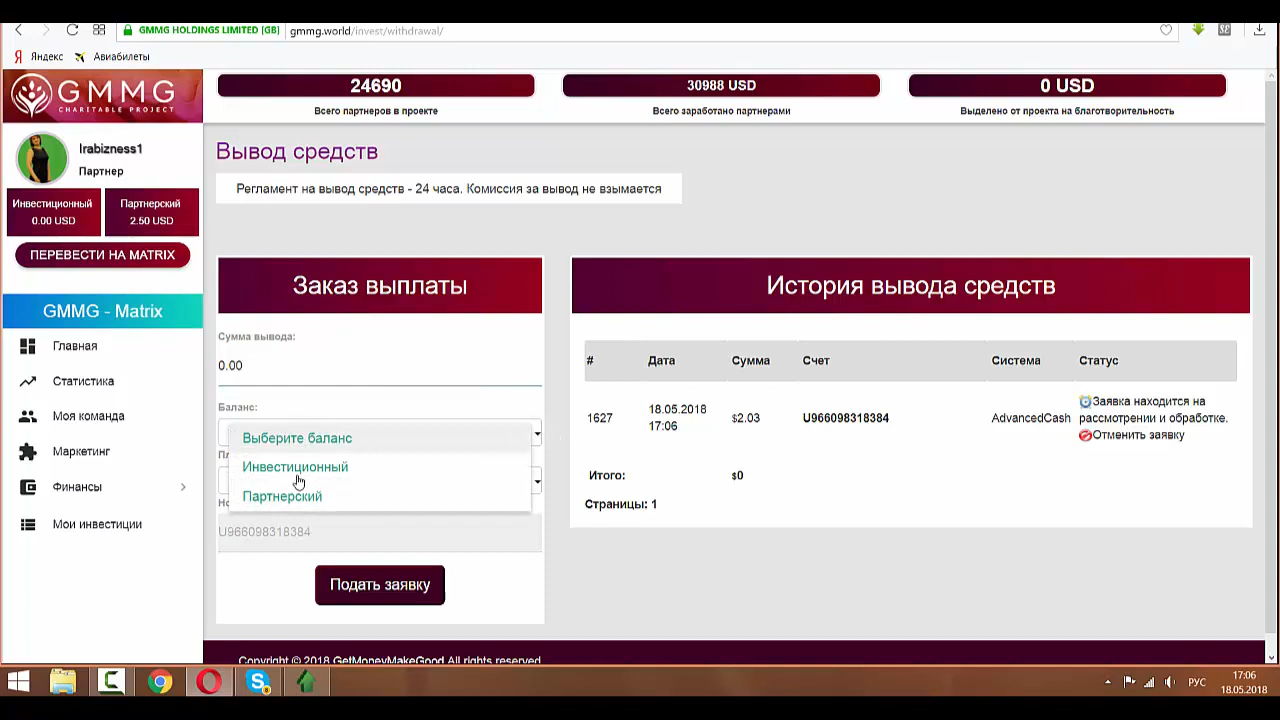 GMMG HOLDINGS LIMITED (GB) gmmg.world/invest/withdrawal/
Яндекс Авиабилеты
GMMG
CHARITABLE PROJECT
24690
Всего партнеров в проекте
30988 USD
Всего заработано партнерами
0 USD
Выделено от проекта на благотворительность
Irabizness1
Партнер
Инвестиционный
0.00 USD
Партнерский
2.50 USD
ПЕРЕВЕСТИ НА MATRIX
GMMG - Matrix
Главная
Статистика
Моя команда
Маркетинг
Финансы
Мои инвестиции
Вывод средств
Регламент на вывод средств - 24 часа. Комиссия за вывод не взымается
Заказ выплаты
Сумма вывода:
0.00
Баланс:
Выберите баланс
Инвестиционный
Партнерский
U966098318384
Подать заявку
История вывода средств
# Дата Сумма Счет Система Статус
1627 18.05.2018 17:06 $2.03 U966098318384 AdvancedCash Заявка находится на
рассмотрении и обработке.
Отменить заявку
Итого: $0
Страницы: 1
Copyright © 2018 GetMoneyMakeGood All rights reserved
РУС
17:06
18.05.2018